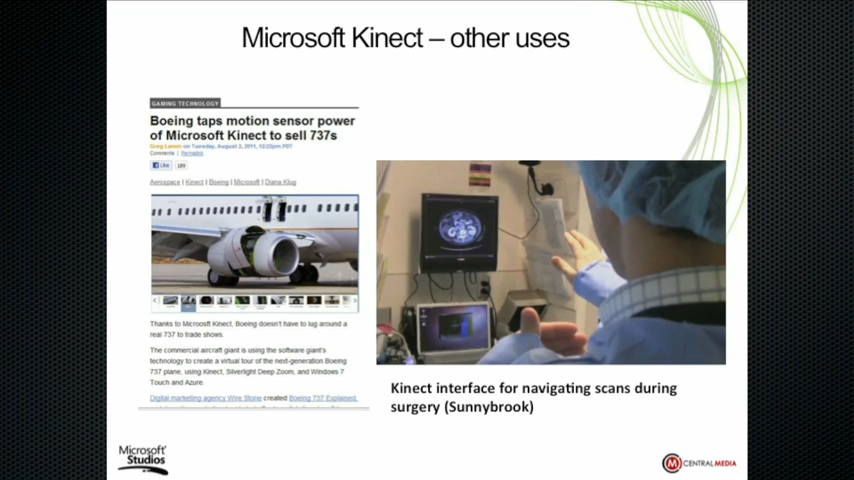 Microsoft Kinect – other uses
GAMING TECHNOLOGY
Boeing taps motion sensor power
of Microsoft Kinect to sell 737s
Greg Lamm on Tuesday, August 2, 2011, 12:23pm PDT
Comments | Permalink
Like 189
Aerospace | Kinect | Boeing | Microsoft | Diana Klug
Thanks to Microsoft Kinect, Boeing doesn't have to lug around a
real 737 to trade shows.
The commercial aircraft giant is using the software giant's
technology to create a virtual tour of the next-generation Boeing
737 plane, using Kinect, Silverlight Deep Zoom, and Windows 7
Touch and Azure.
Digital marketing agency Wire Stone created Boeing 737 Explained,
Kinect interface for navigating scans during
surgery (Sunnybrook)
Microsoft
Studios
M CENTRALMEDIA